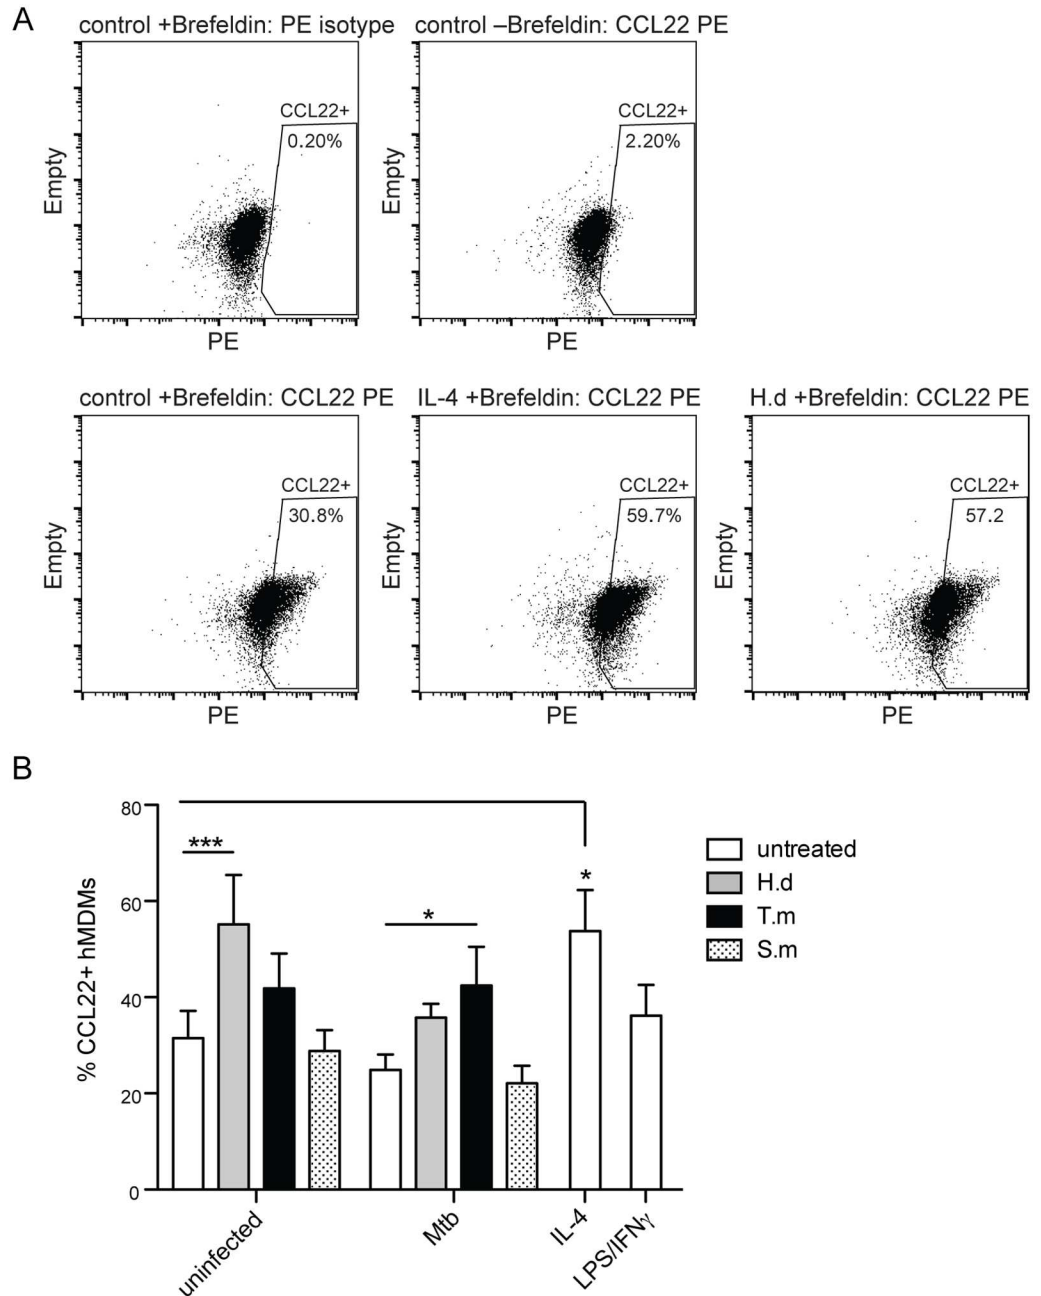 A
control +Brefeldin: PE isotype
control –Brefeldin: CCL22 PE
CCL22+
0.20%
Empty
PE
CCL22+
2.20%
Empty
PE
control +Brefeldin: CCL22 PE
IL-4 +Brefeldin: CCL22 PE
H.d +Brefeldin: CCL22 PE
CCL22+
30.8%
Empty
PE
CCL22+
59.7%
Empty
PE
CCL22+
57.2
Empty
PE
B
% CCL22+ hMDMs
80
60
40
20
0
***
*
*
untreated
H.d
T.m
S.m
uninfected
Mtb
IL-4
LPS/IFNγ